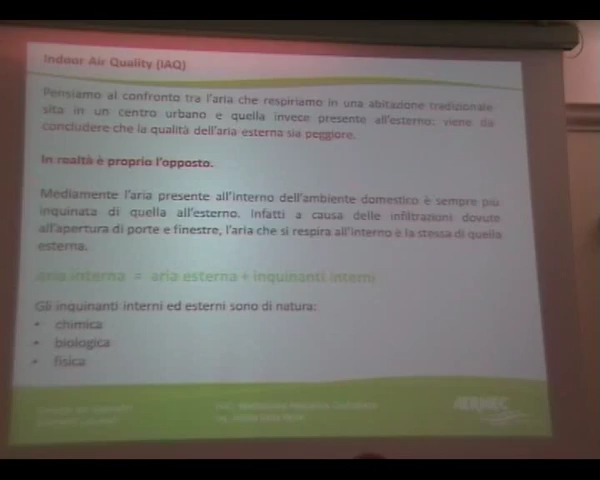 Indoor Air Quality (IAQ)
Pensiamo al confronto tra l'aria che respiriamo in una abitazione tradizionale
sita in un centro urbano e quella invece presente all'esterno: viene da
concludere che la qualità dell'aria esterna sia peggiore.
In realtà è proprio l'opposto.
Mediamente l'aria presente all'interno dell'ambiente domestico è sempre più
inquinata di quella all'esterno. Infatti a causa delle infiltrazioni dovute
all'apertura di porte e finestre, l'aria che si respira all'interno è la stessa di quella
esterna.
aria interna = aria esterna + inquinanti interni
Gli inquinanti interni ed esterni sono di natura:
• chimica
• biologica
• fisica
AERMEC